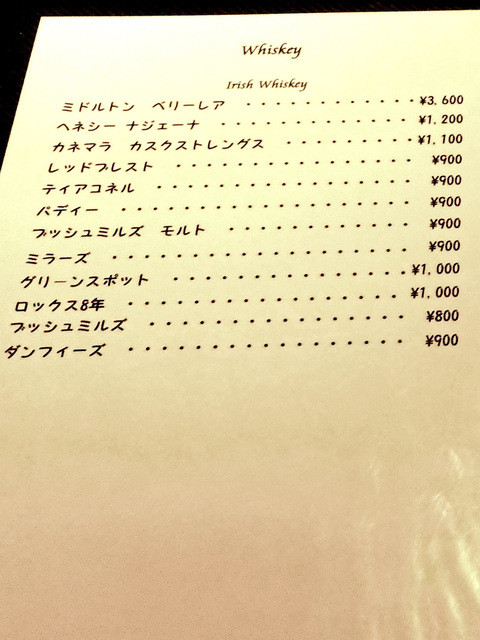 Whiskey
Irish Whiskey
ミドルトン　ベリーレア ・・・・・・・・・・・・¥3,600
ヘネシー ナジェーナ ・・・・・・・・・・・・・¥1,200
カネマラ　カスクストレングス ・・・・・・・・・¥1,100
レッドブレスト ・・・・・・・・・・・・・・ ¥900
ティアコネル ・・・・・・・・・・・・・・・ ¥900
パディー ・・・・・・・・・・・・・・・・・ ¥900
ブッシュミルズ　モルト ・・・・・・・・・・・ ¥900
ミラーズ ・・・・・・・・・・・・・・・・・ ¥900
グリーンスポット ・・・・・・・・・・・・・・¥1,000
ロックス8年 ・・・・・・・・・・・・・・・・¥1,000
ブッシュミルズ ・・・・・・・・・・・・・・ ¥800
ダンフィーズ ・・・・・・・・・・・・・・・ ¥900